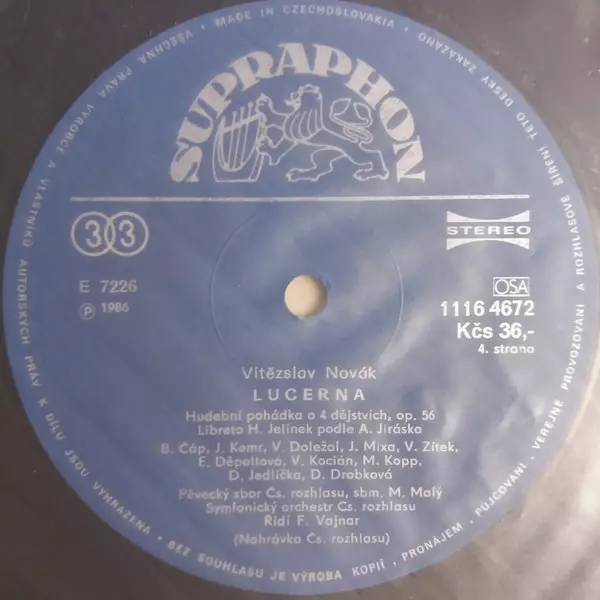 • MADE IN CZECHOSLOVAKIA • VŠECHNA PRÁVA VÝROBCE A VLASTNÍKŮ AUTORSKÝCH PRÁV K DÍLU JSOU VYHRAZENA • BEZ SOUHLASU JE VÝROBA KOPIÍ, PRONÁJEM, PŮJČOVÁNÍ, VEŘEJNÉ PROVOZOVÁNÍ A ROZHLASOVÉ ŠÍŘENÍ TÉTO DESKY ZAKÁZÁNO
SUPRAPHON
33
STEREO
E 7226
Ⓟ 1986
OSA
1116 4672
Kčs 36,-
4. strana
Vítězslav Novák
LUCERNA
Hudební pohádka o 4 dějstvích, op. 56
Libreto H. Jelínek podle A. Jiráska
B. Čáp, J. Kemr, V. Doležal, J. Mixa, V. Zítek,
E. Děpoltová, V. Kocián, M. Kopp,
D. Jedlička, D. Drobková
Pěvecký sbor Čs. rozhlasu, sbm. M. Malý
Symfonický orchestr Čs. rozhlasu
Řídí F. Vajnar
(Nahrávka Čs. rozhlasu)